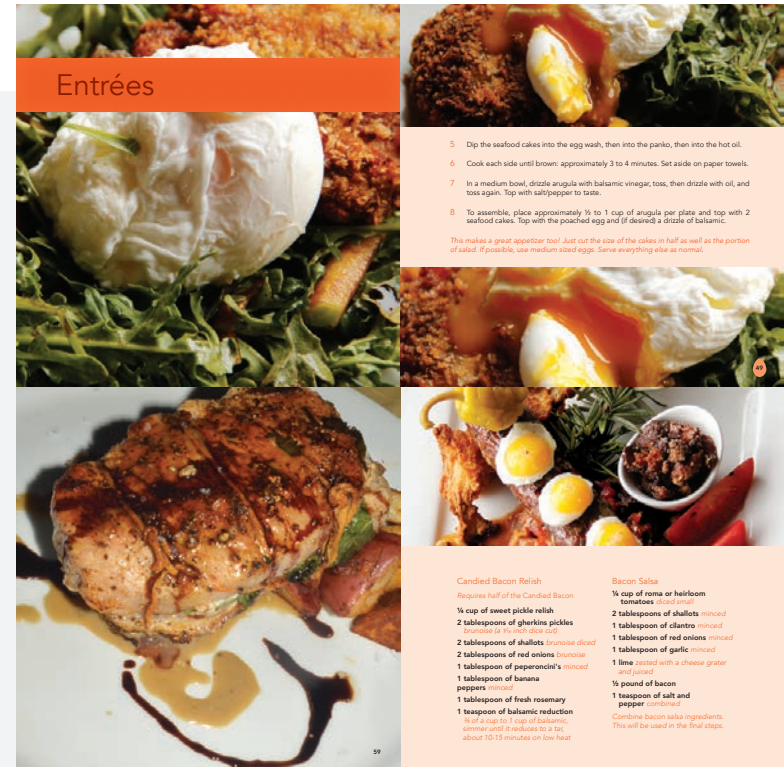 Entrées
5 Dip the seafood cakes into the egg wash, then into the panko, then into the hot oil.
6 Cook each side until brown: approximately 3 to 4 minutes. Set aside on paper towels.
7 In a medium bowl, drizzle arugula with balsamic vinegar, toss, then drizzle with oil, and
toss again. Top with salt/pepper to taste.
8 To assemble, place approximately ½ to 1 cup of arugula per plate and top with 2
seafood cakes. Top with the poached egg and (if desired) a drizzle of balsamic.
This makes a great appetizer too! Just cut the size of the cakes in half as well as the portion
of salad. If possible, use medium sized eggs. Serve everything else as normal.
49
59
Candied Bacon Relish
Requires half of the Candied Bacon
¼ cup of sweet pickle relish
2 tablespoons of gherkins pickles
brunoise (a 1⁄16 inch dice cut)
2 tablespoons of shallots brunoise diced
2 tablespoons of red onions brunoise
1 tablespoon of peperoncini's minced
1 tablespoon of banana
peppers minced
1 tablespoon of fresh rosemary
1 teaspoon of balsamic reduction
¾ of a cup to 1 cup of balsamic,
simmer until it reduces to a tar,
about 10-15 minutes on low heat
Bacon Salsa
¼ cup of roma or heirloom
tomatoes diced small
2 tablespoons of shallots minced
1 tablespoon of cilantro minced
1 tablespoon of red onions minced
1 tablespoon of garlic minced
1 lime zested with a cheese grater
and juiced
½ pound of bacon
1 teaspoon of salt and
pepper combined
Combine bacon salsa ingredients.
This will be used in the final steps.